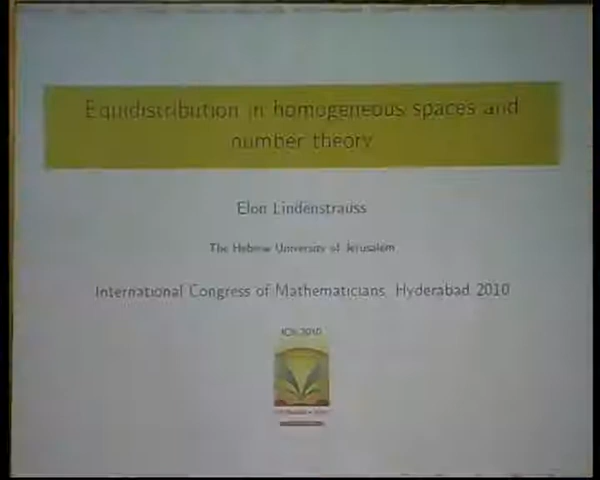 Equidistribution in homogeneous spaces and
number theory
Elon Lindenstrauss
The Hebrew University of Jerusalem
International Congress of Mathematicians, Hyderabad 2010
ICM 2010